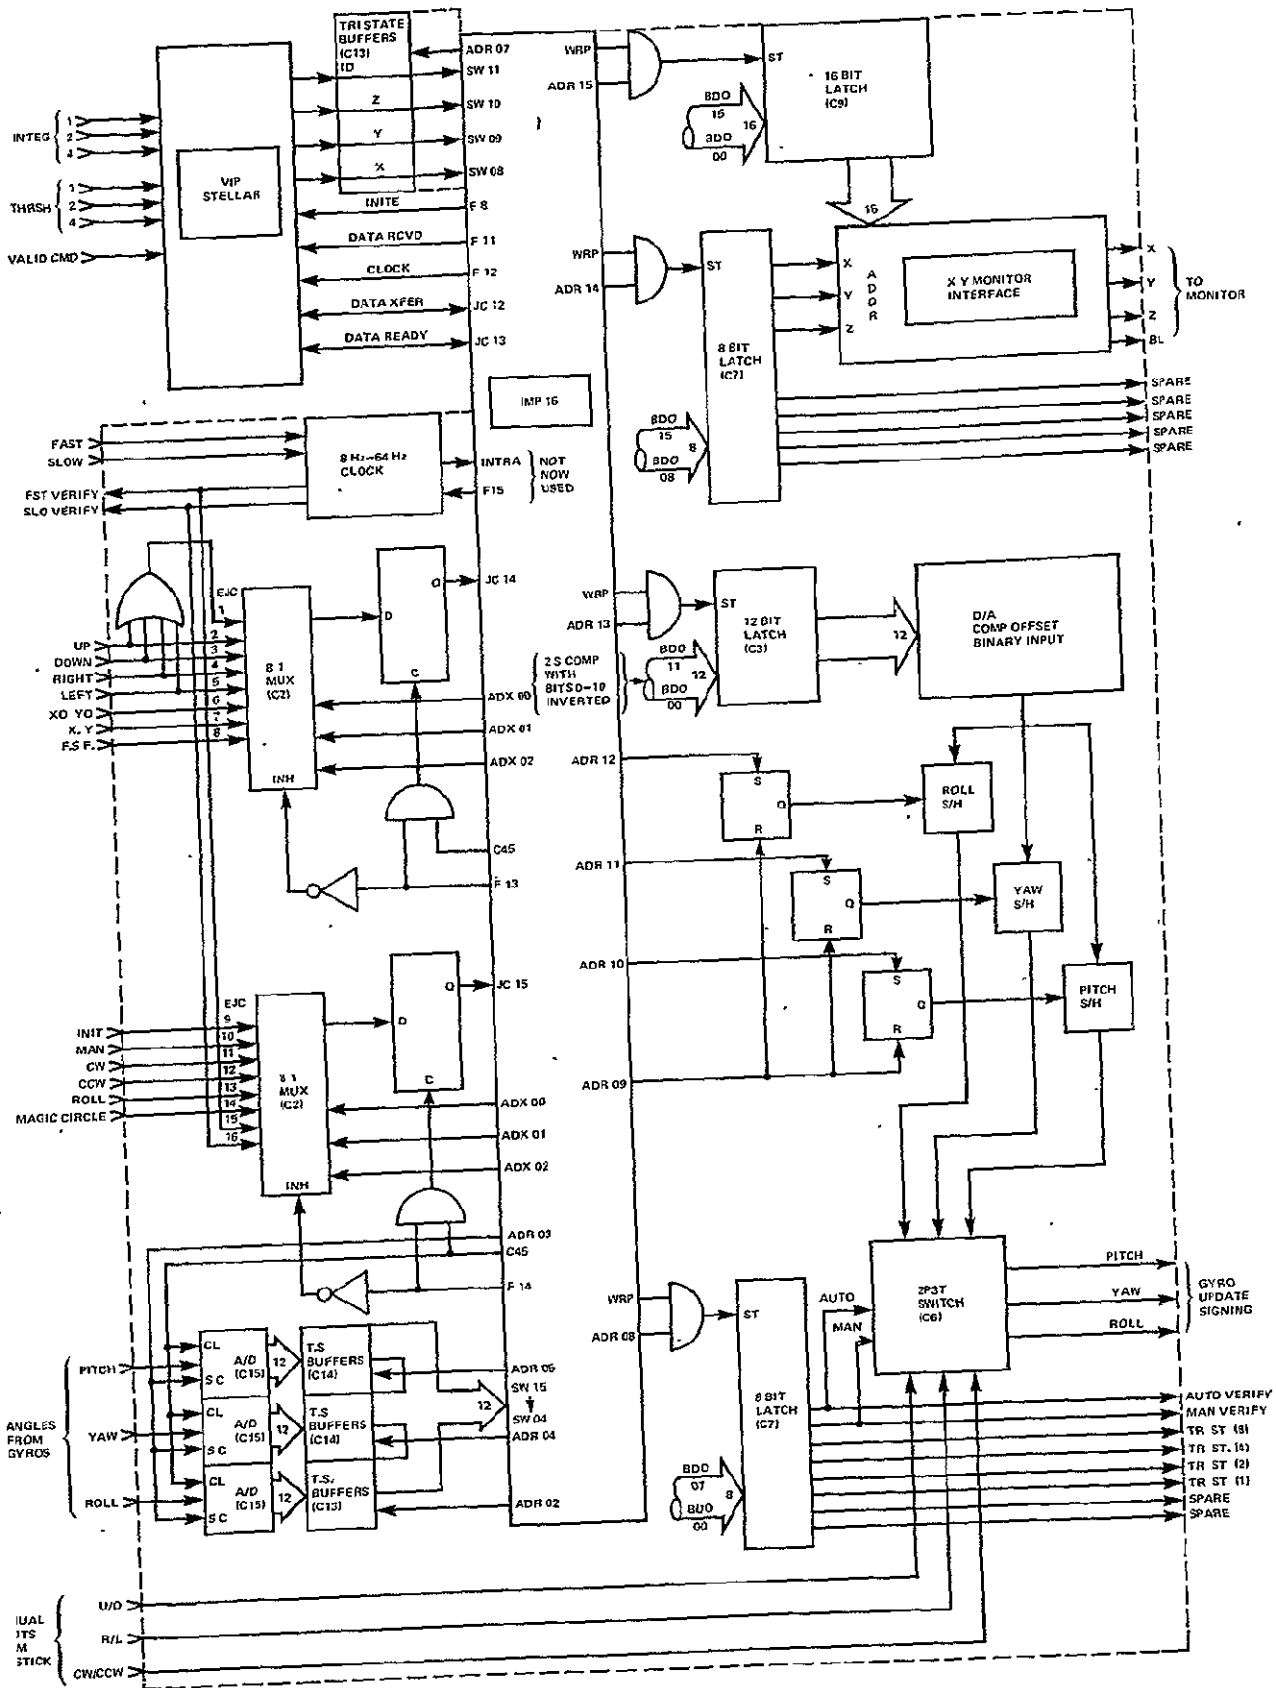 TRI STATE
BUFFERS
(C13)
ID
Z
Y
X
INTEG
1
2
4
THRSH
1
2
4
VALID CMD
VIP
STELLAR
ADR 07
SW 11
SW 10
SW 09
SW 08
INITE
F 8
DATA RCVD
F 11
CLOCK
F 12
DATA XFER
JC 12
DATA READY
JC 13
IMP 16
WRP
ADR 15
ST
16 BIT
LATCH
(C9)
BDO
15
16
BDO
00
16
WRP
ADR 14
ST
8 BIT
LATCH
(C7)
BDO
15
8
BDO
08
X
Y
Z
A
D
D
R
X Y MONITOR
INTERFACE
X
Y
Z
BL
TO
MONITOR
SPARE
SPARE
SPARE
SPARE
SPARE
FAST
SLOW
FST VERIFY
SLO VERIFY
8 Hz-64 Hz
CLOCK
INTRA
F15
NOT
NOW
USED
EJC
1
2
3
4
5
6
7
8
UP
DOWN
RIGHT
LEFT
XO YO
X, Y
F.S F.
8 1
MUX
(C2)
INH
D
Q
C
JC 14
ADX 00
ADX 01
ADX 02
C45
F 13
WRP
ADR 13
ST
12 BIT
LATCH
(C3)
2 S COMP
WITH
BITS 0-10
INVERTED
BDO
11
12
BDO
00
12
D/A
COMP OFFSET
BINARY INPUT
ADR 12
S
Q
R
ROLL
S/H
ADR 11
S
Q
R
YAW
S/H
ADR 10
S
Q
R
PITCH
S/H
ADR 09
EJC
9
10
11
12
13
14
15
16
INIT
MAN
CW
CCW
ROLL
MAGIC CIRCLE
8 1
MUX
(C2)
INH
D
Q
C
JC 15
ADX 00
ADX 01
ADX 02
ADR 03
C45
F 14
ANGLES
FROM
GYROS
PITCH
YAW
ROLL
CL
SC
A/D
(C15)
12
T.S
BUFFERS
(C14)
CL
SC
A/D
(C15)
12
T.S
BUFFERS
(C14)
CL
SC
A/D
(C15)
12
T.S.
BUFFERS
(C13)
12
ADR 05
SW 15
SW 04
ADR 04
ADR 02
WRP
ADR 08
ST
8 BIT
LATCH
(C7)
BDO
07
8
BDO
00
AUTO
MAN
2P3T
SWITCH
(C6)
PITCH
YAW
ROLL
GYRO
UPDATE
SIGNING
AUTO VERIFY
MAN VERIFY
TR ST (8)
TR ST. (4)
TR ST (2)
TR ST (1)
SPARE
SPARE
UAL
TS
M
STICK
U/D
R/L
CW/CCW